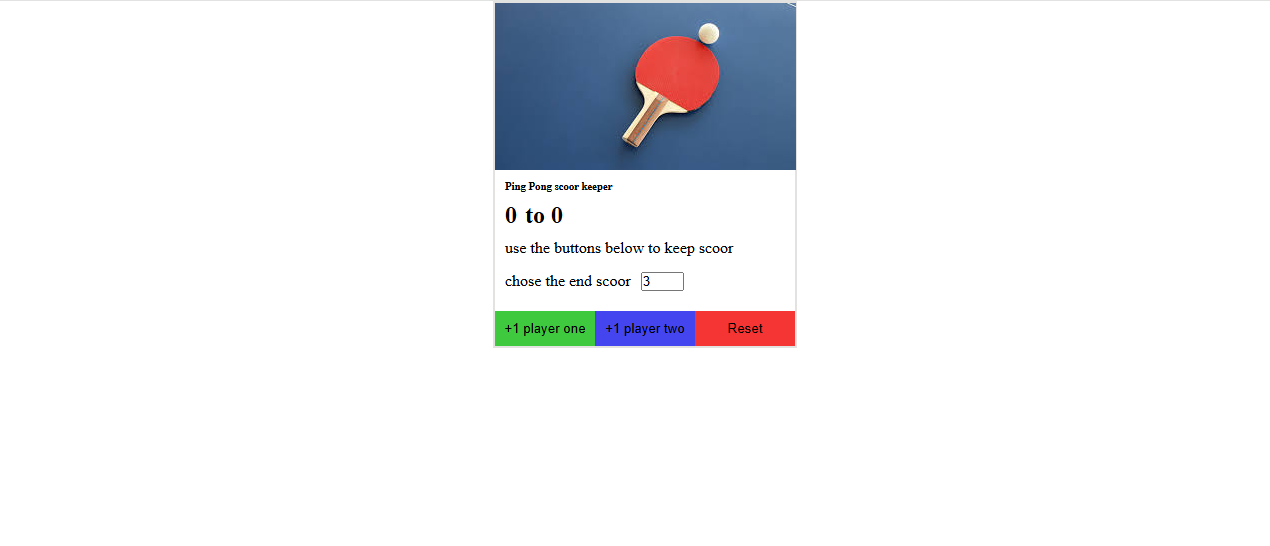 Ping Pong scoor keeper
0 to 0
use the buttons below to keep scoor
chose the end scoor 3
+1 player one +1 player two Reset